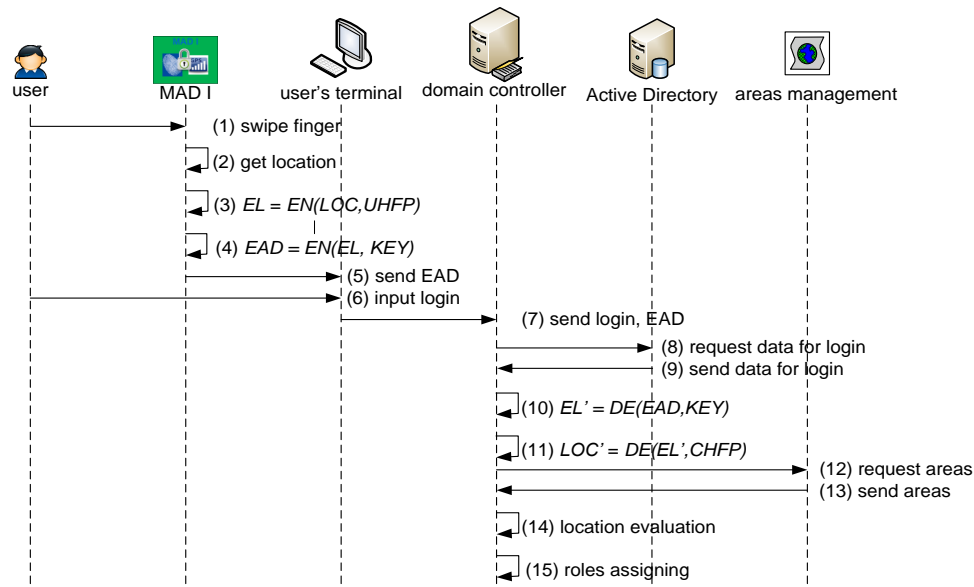 MAD I
user
MAD I
user's terminal
domain controller
Active Directory
areas management
(1) swipe finger
(2) get location
(3) EL = EN(LOC,UHFP)
(4) EAD = EN(EL, KEY)
(5) send EAD
(6) input login
(7) send login, EAD
(8) request data for login
(9) send data for login
(10) EL’ = DE(EAD,KEY)
(11) LOC’ = DE(EL’,CHFP)
(12) request areas
(13) send areas
(14) location evaluation
(15) roles assigning